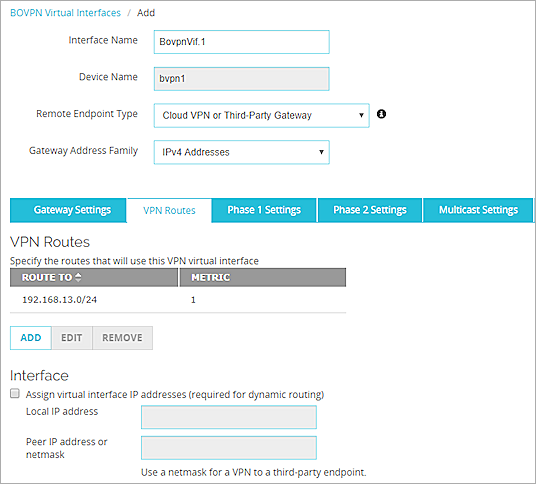 BOVPN Virtual Interfaces / Add
Interface Name BovpnVif.1
Device Name bvpn1
Remote Endpoint Type Cloud VPN or Third-Party Gateway
Gateway Address Family IPv4 Addresses
Gateway Settings VPN Routes Phase 1 Settings Phase 2 Settings Multicast Settings
VPN Routes
Specify the routes that will use this VPN virtual interface
ROUTE TO METRIC
192.168.13.0/24 1
ADD EDIT REMOVE
Interface
Assign virtual interface IP addresses (required for dynamic routing)
Local IP address
Peer IP address or
netmask
Use a netmask for a VPN to a third-party endpoint.